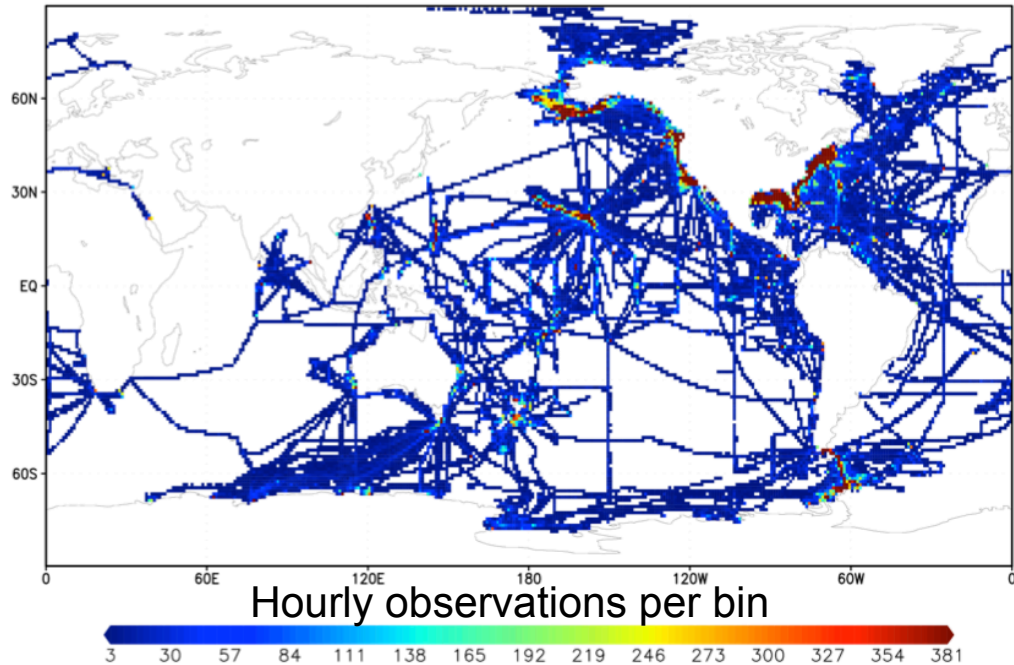 60N
30N
EQ
30S
60S
0 60E 120E 180 120W 60W 0
Hourly observations per bin
3 30 57 84 111 138 165 192 219 246 273 300 327 354 381